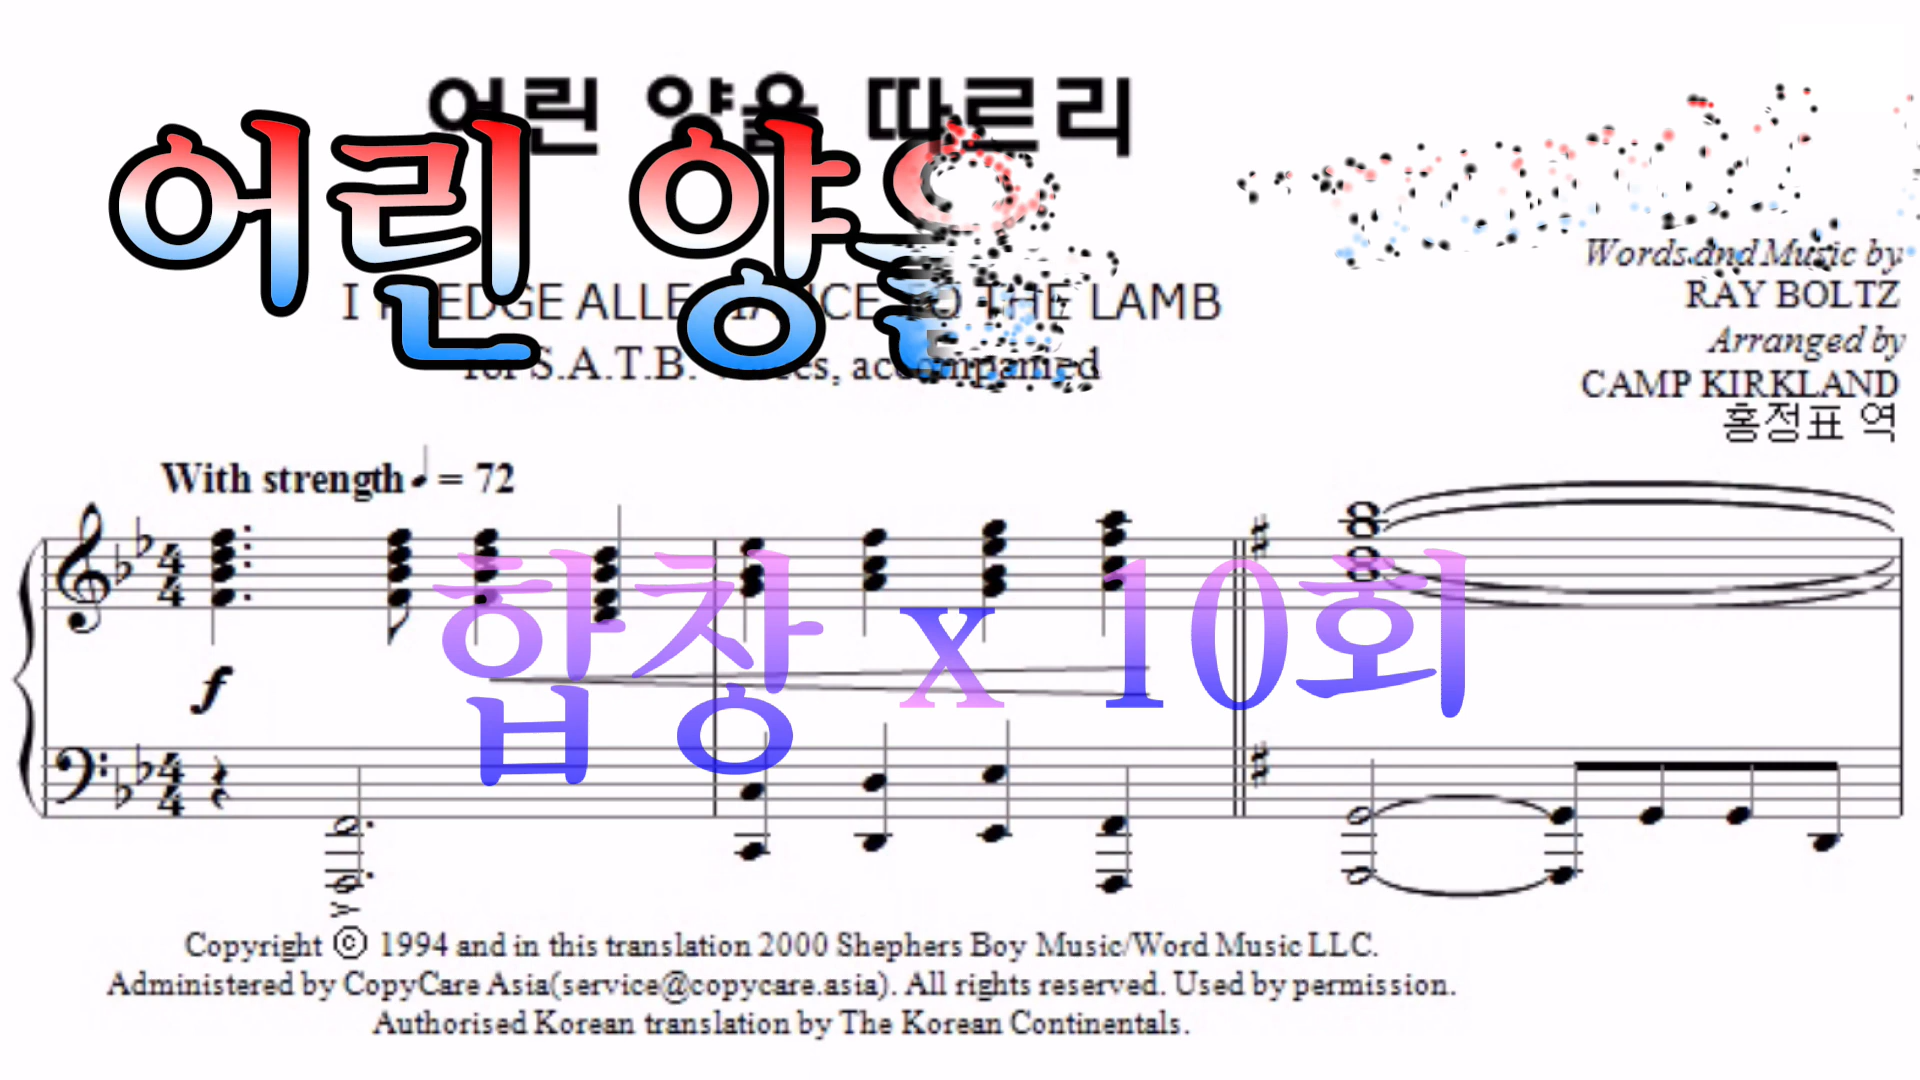 어린 양을 따르리
어린 양을
I PLEDGE ALLEGIANCE TO THE LAMB
for S.A.T.B. voices, accompanied
Words and Music by
RAY BOLTZ
Arranged by
CAMP KIRKLAND
홍정표 역
With strength ♩ = 72
합창 x 10회
f
Copyright ⓒ 1994 and in this translation 2000 Shephers Boy Music/Word Music LLC.
Administered by CopyCare Asia(service@copycare.asia). All rights reserved. Used by permission.
Authorised Korean translation by The Korean Continentals.